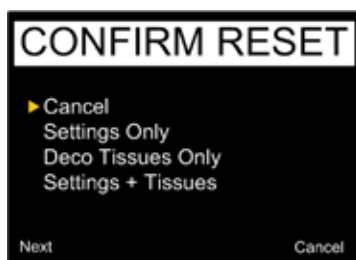 CONFIRM RESET
Cancel
Settings Only
Deco Tissues Only
Settings + Tissues
Next Cancel